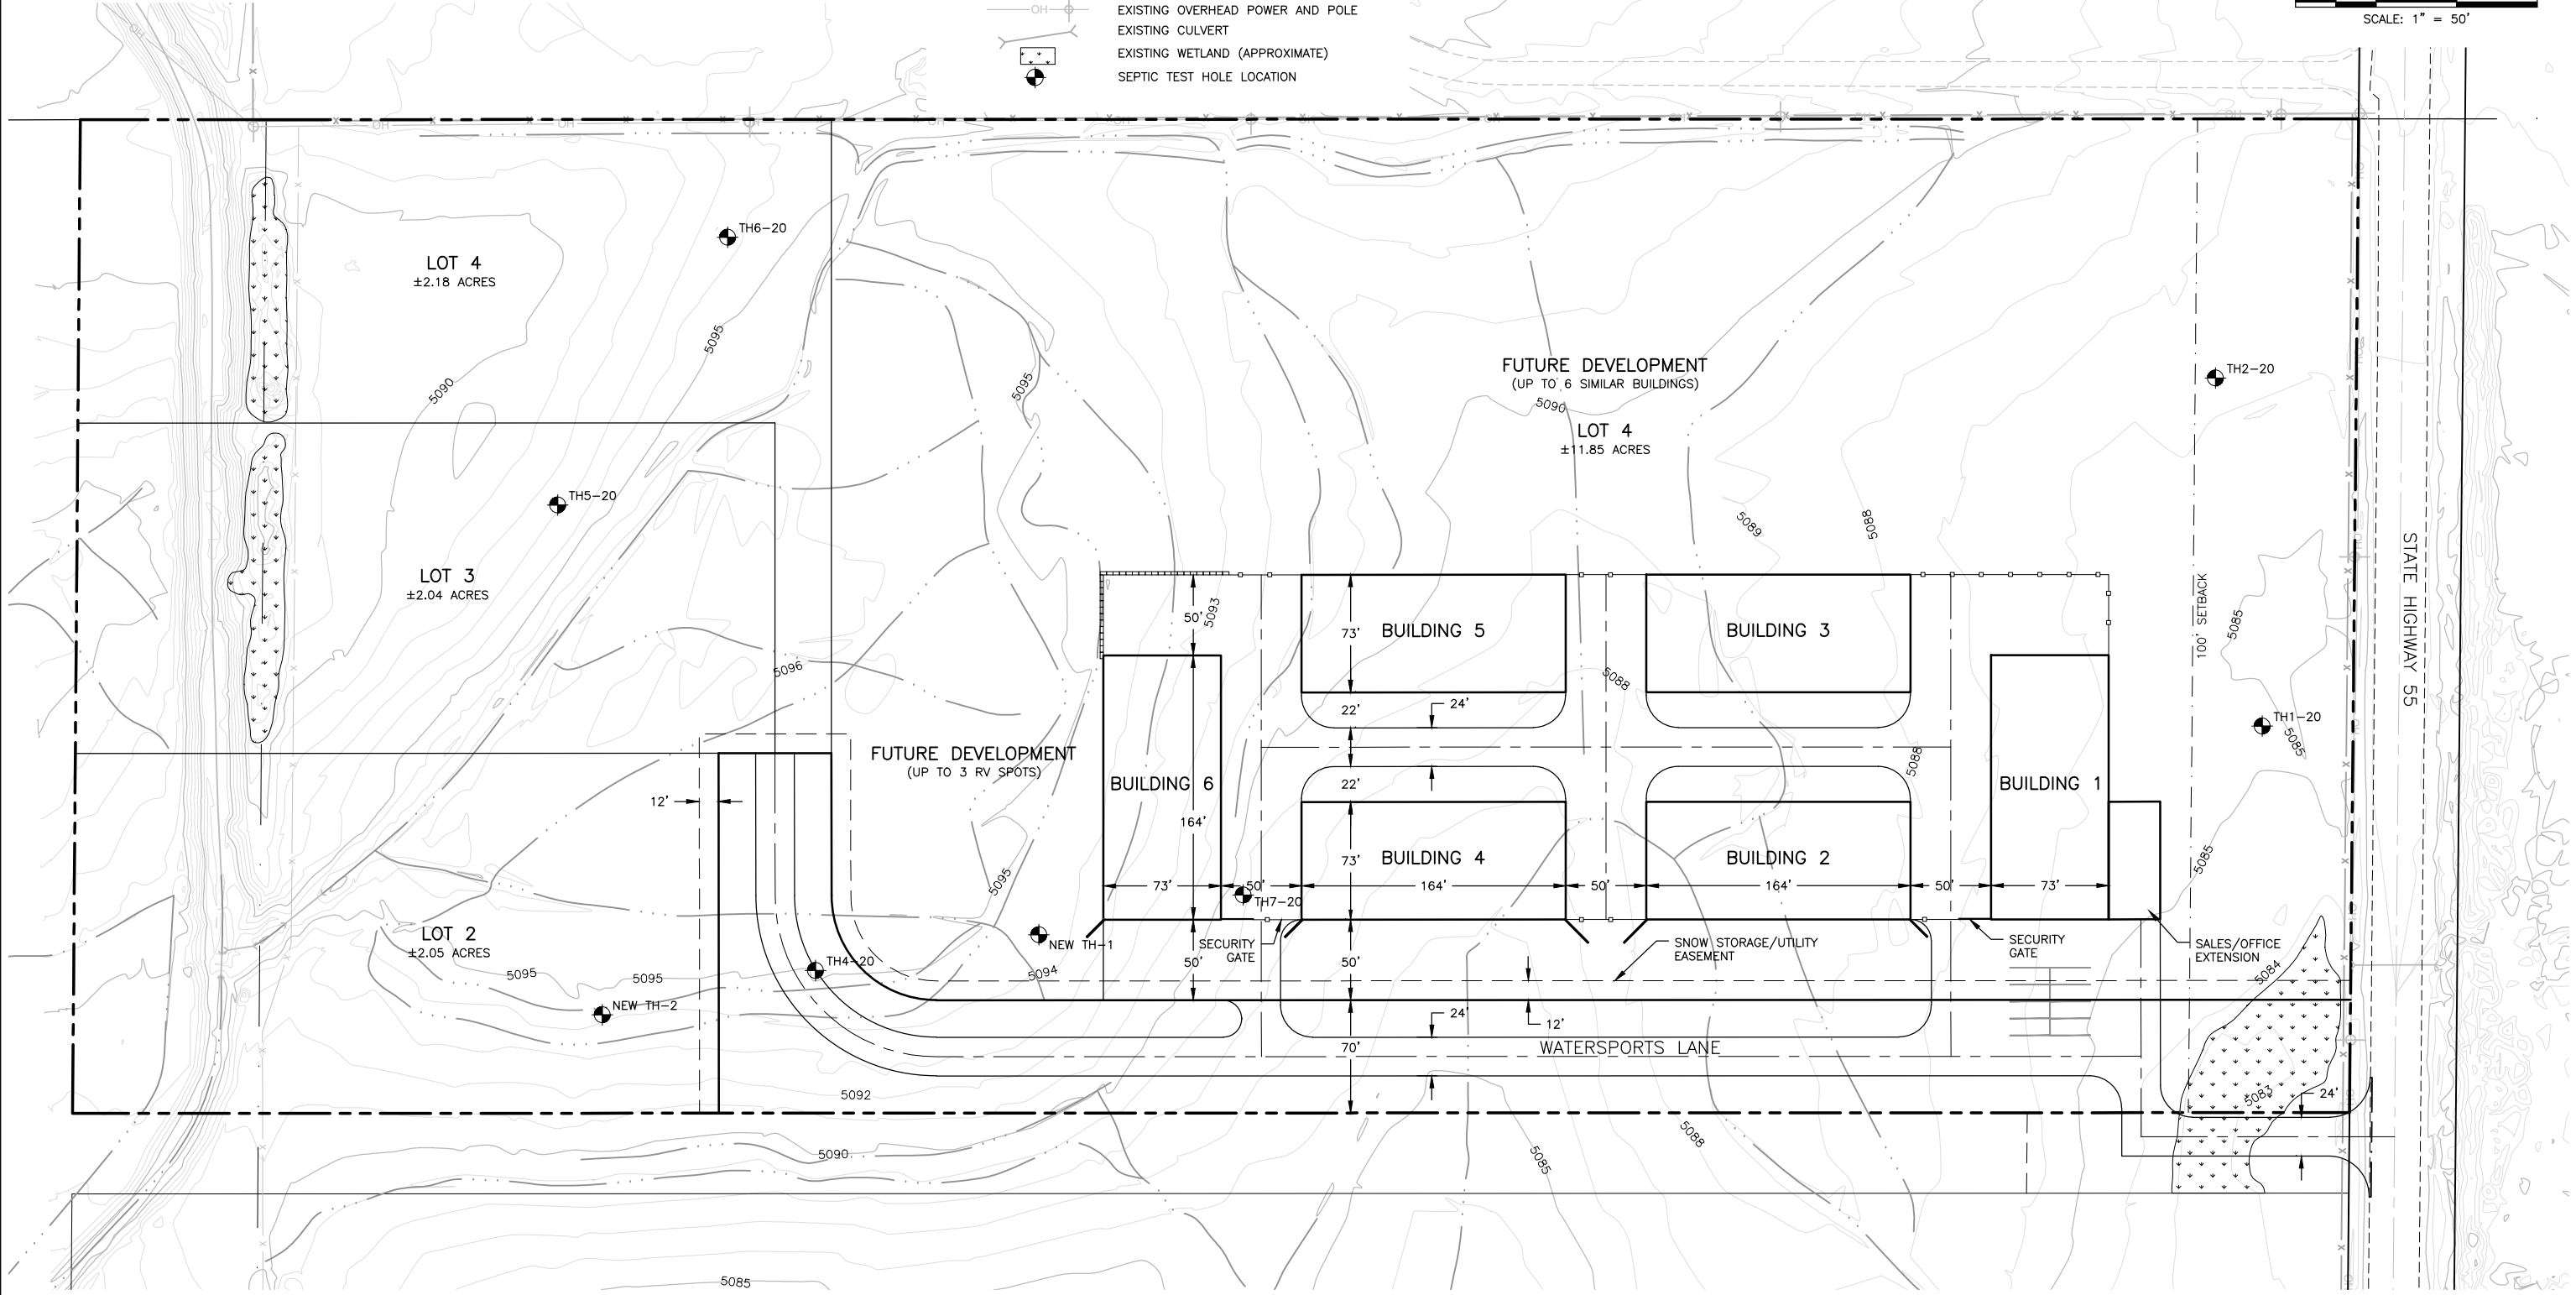 EXISTING OVERHEAD POWER AND POLE
EXISTING CULVERT
EXISTING WETLAND (APPROXIMATE)
SEPTIC TEST HOLE LOCATION
SCALE: 1" = 50'
OH
TH6-20
LOT 4
±2.18 ACRES
5095
5090
5095
FUTURE DEVELOPMENT
(UP TO 6 SIMILAR BUILDINGS)
5090
LOT 4
±11.85 ACRES
TH2-20
TH5-20
5089
5088
STATE HIGHWAY 55
100' SETBACK
LOT 3
±2.04 ACRES
50'
5093
73'
BUILDING 5
BUILDING 3
5085
5096
5088
22'
24'
TH1-20
5085
FUTURE DEVELOPMENT
(UP TO 3 RV SPOTS)
5088
12'
BUILDING 6
22'
BUILDING 1
164'
73'
BUILDING 4
BUILDING 2
5085
5095
73'
50'
164'
50'
164'
50'
73'
TH7-20
LOT 2
±2.05 ACRES
NEW TH-1
SECURITY
GATE
SNOW STORAGE/UTILITY
EASEMENT
SECURITY
GATE
SALES/OFFICE
EXTENSION
TH4-20
50'
50'
5095
5095
5094
5084
NEW TH-2
24'
12'
70'
WATERSPORTS LANE
5092
5083
24'
5088
5090
5085
5085